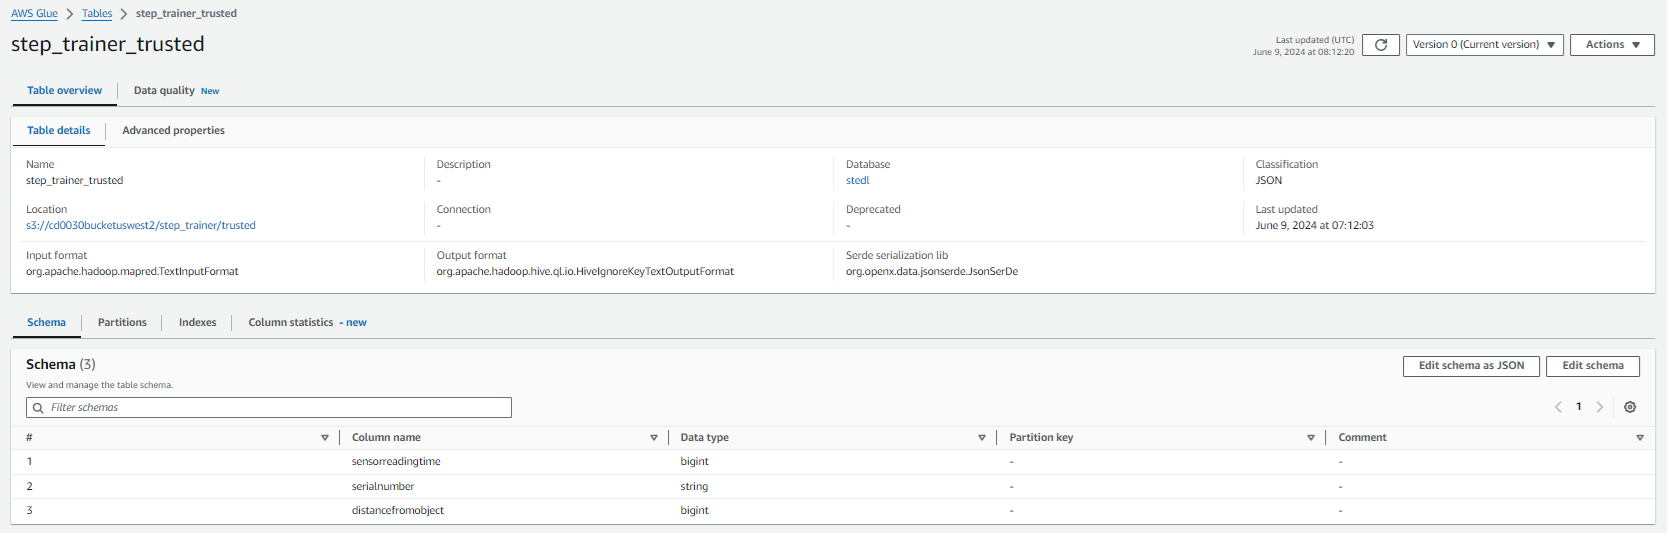 AWS Glue > Tables > step_trainer_trusted
step_trainer_trusted
Last updated (UTC)
June 9, 2024 at 08:12:20
Version 0 (Current version)
Actions
Table overview
Data quality New
Table details
Advanced properties
Name
step_trainer_trusted
Description
-
Database
stedl
Classification
JSON
Location
s3://cd0030bucketuswest2/step_trainer/trusted
Connection
-
Deprecated
-
Last updated
June 9, 2024 at 07:12:03
Input format
org.apache.hadoop.mapred.TextInputFormat
Output format
org.apache.hadoop.hive.ql.io.HiveIgnoreKeyTextOutputFormat
Serde serialization lib
org.openx.data.jsonserde.JsonSerDe
Schema
Partitions
Indexes
Column statistics - new
Schema (3)
View and manage the table schema.
Edit schema as JSON
Edit schema
Filter schemas
1
# Column name Data type Partition key Comment
1 sensorreadingtime bigint - -
2 serialnumber string - -
3 distancefromobject bigint - -